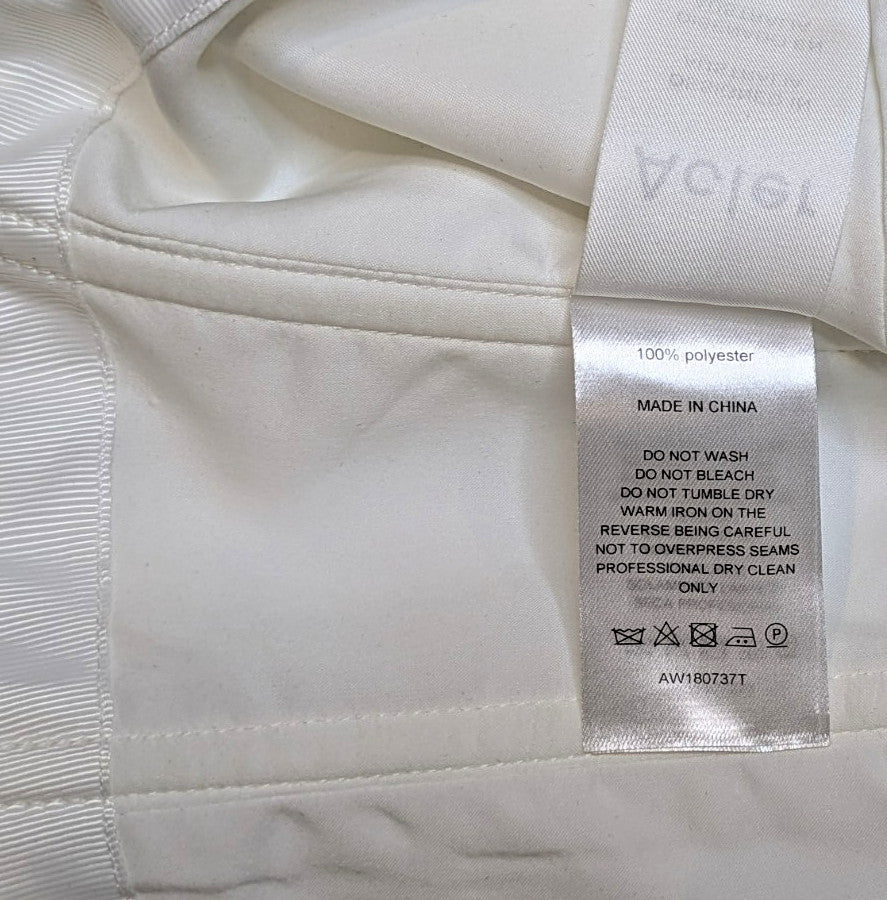 Acler
100% polyester
MADE IN CHINA
DO NOT WASH
DO NOT BLEACH
DO NOT TUMBLE DRY
WARM IRON ON THE
REVERSE BEING CAREFUL
NOT TO OVERPRESS SEAMS
PROFESSIONAL DRY CLEAN
ONLY
P
AW180737T